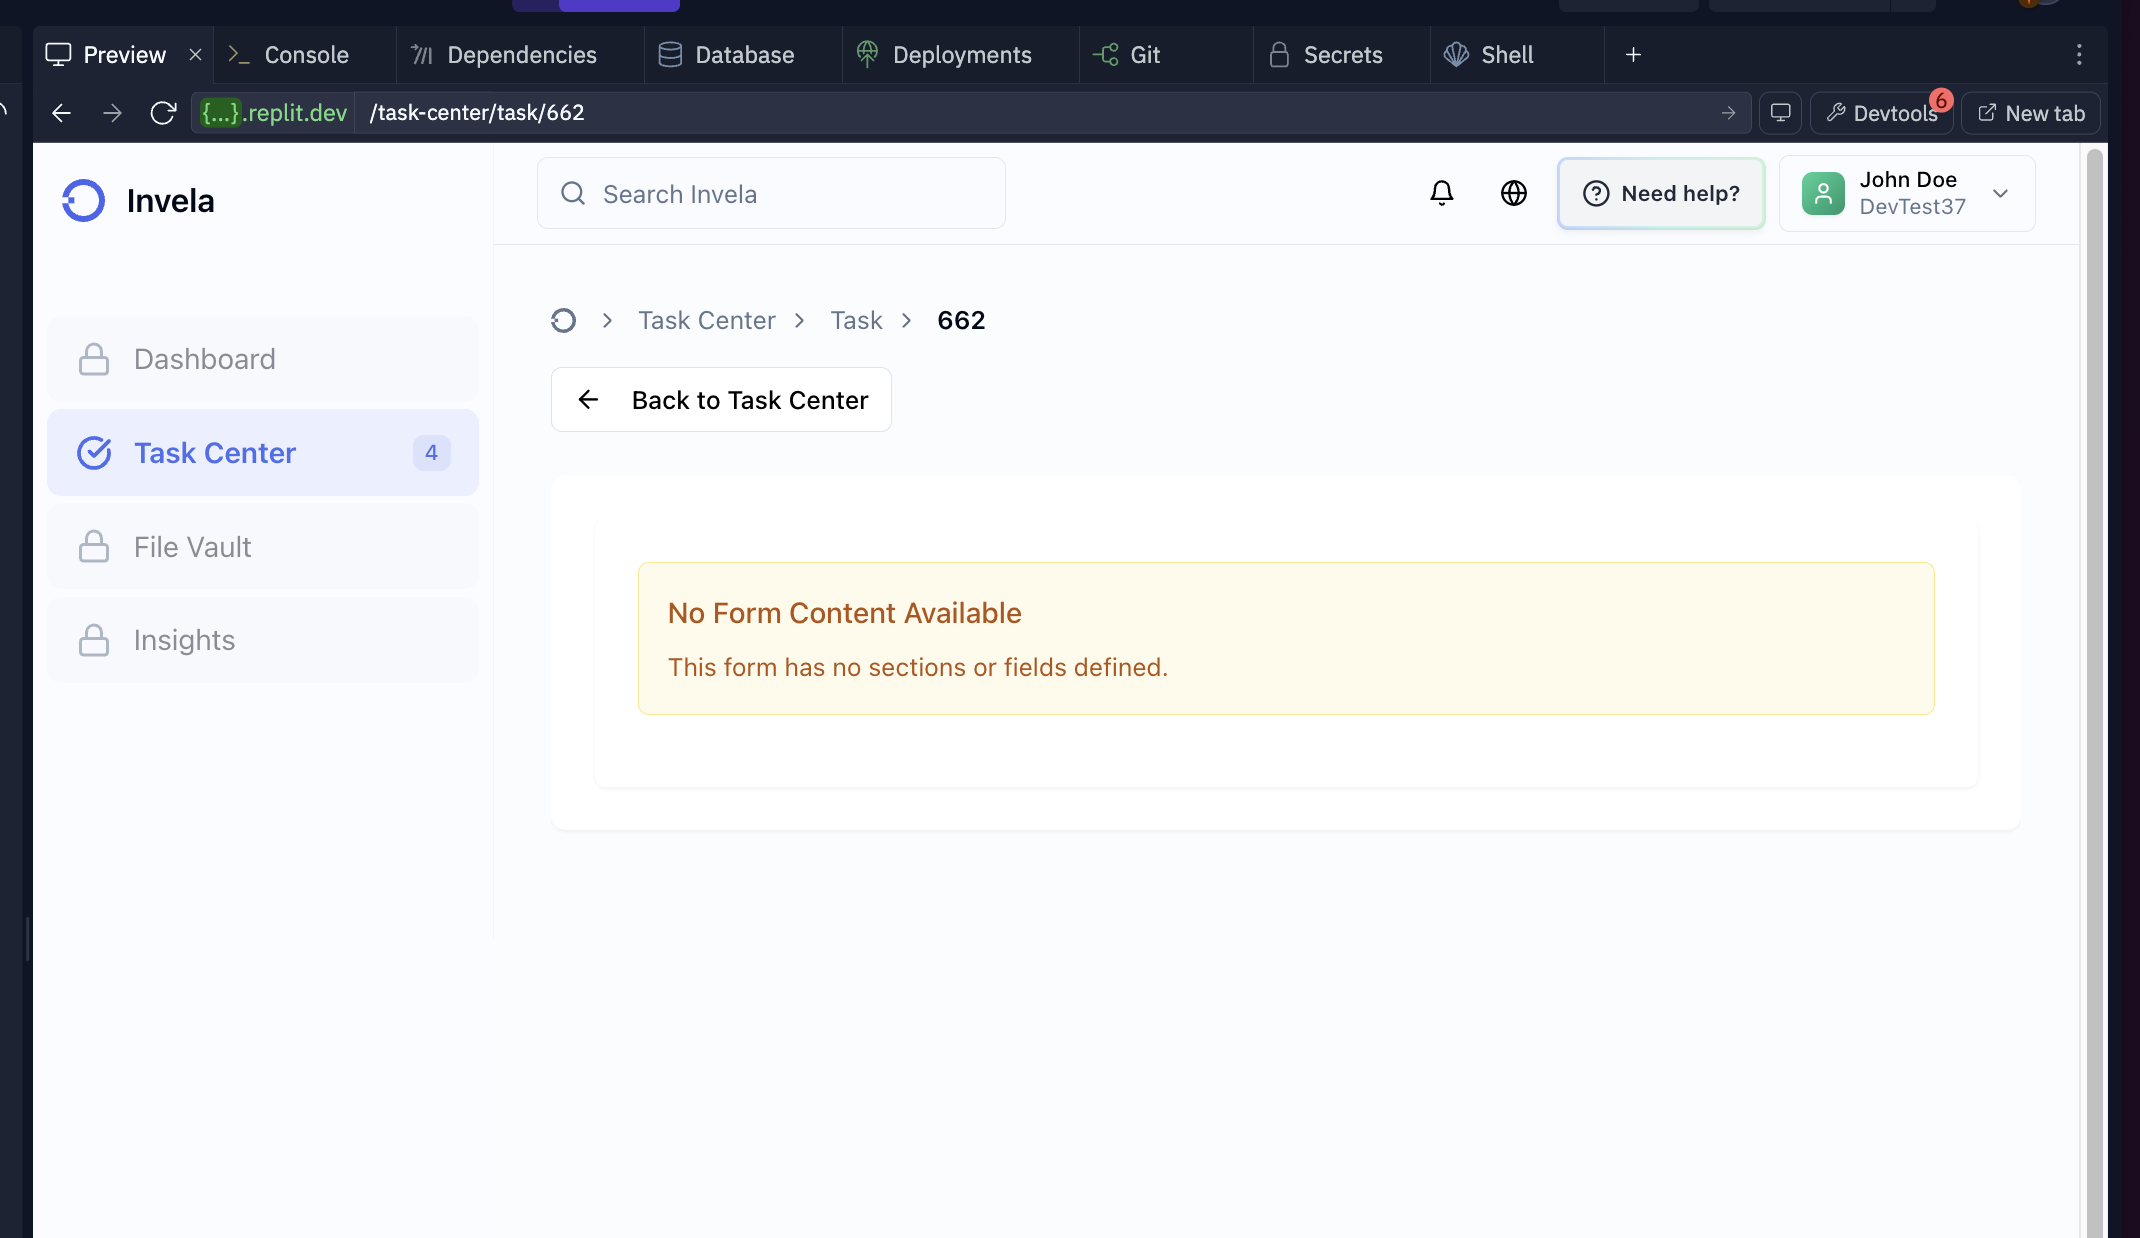 Preview
Console
Dependencies
Database
Deployments
Git
Secrets
Shell
{...}.replit.dev
/task-center/task/662
Devtools
6
New tab
Invela
Search Invela
Need help?
John Doe
DevTest37
Dashboard
Task Center
4
File Vault
Insights
Task Center
Task
662
Back to Task Center
No Form Content Available
This form has no sections or fields defined.